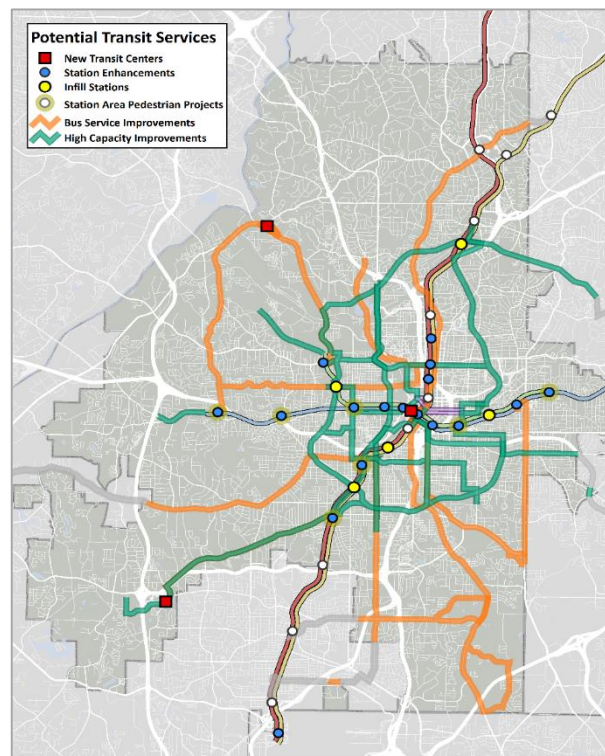 Potential Transit Services
New Transit Centers
Station Enhancements
Infill Stations
Station Area Pedestrian Projects
Bus Service Improvements
High Capacity Improvements